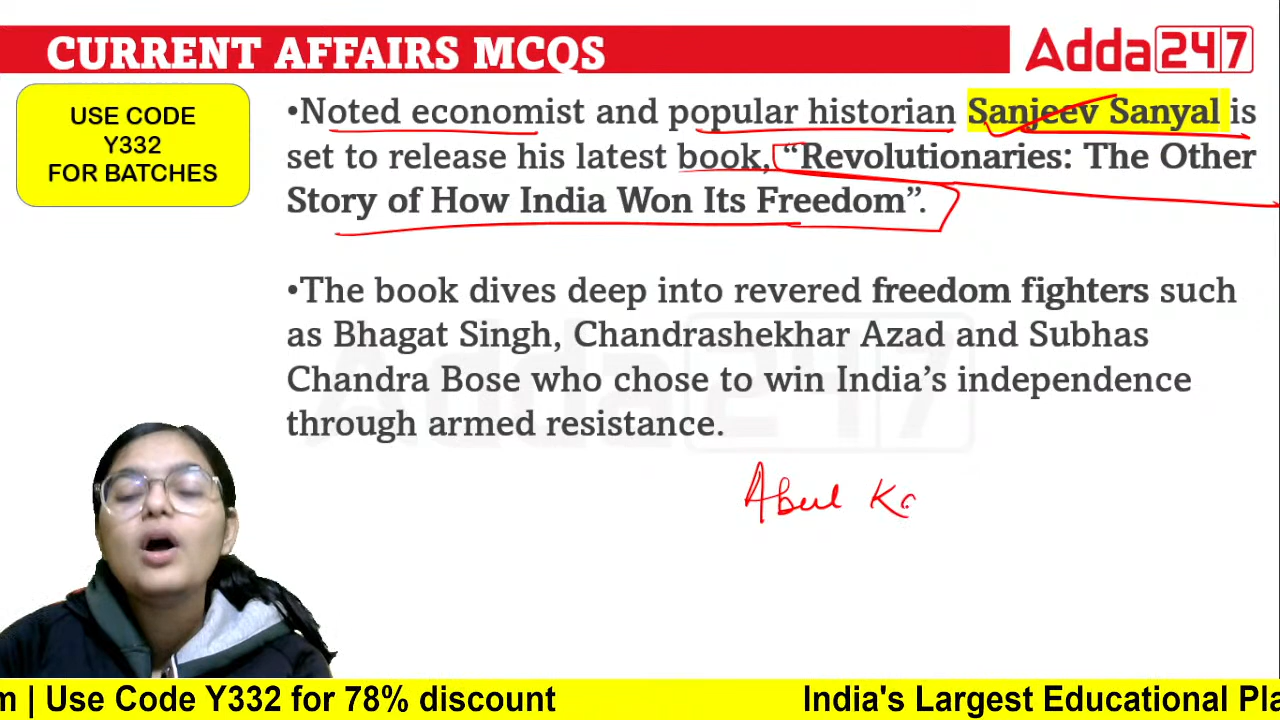 CURRENT AFFAIRS MCQS
Adda247
USE CODE
Y332
FOR BATCHES
•Noted economist and popular historian Sanjeev Sanyal is
set to release his latest book, “Revolutionaries: The Other
Story of How India Won Its Freedom”.
•The book dives deep into revered freedom fighters such
as Bhagat Singh, Chandrashekhar Azad and Subhas
Chandra Bose who chose to win India’s independence
through armed resistance.
Adda247
Abul Ka
m | Use Code Y332 for 78% discount
India's Largest Educational Pla